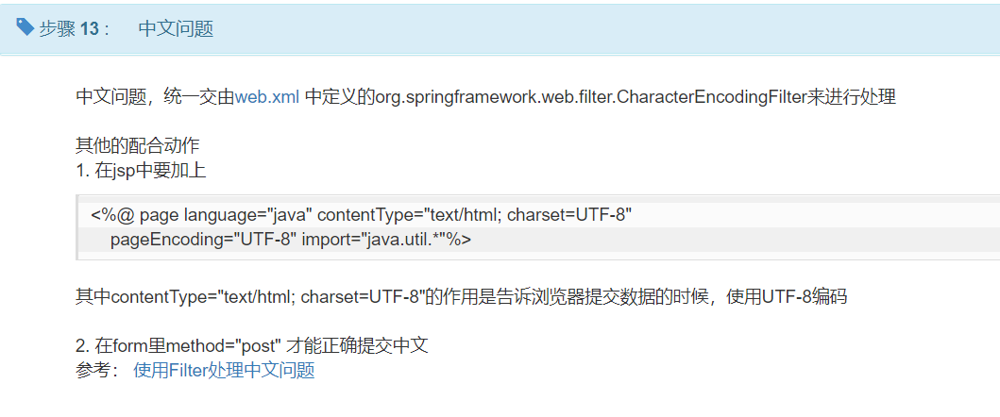 步骤 13 : 中文问题
中文问题，统一交由web.xml 中定义的org.springframework.web.filter.CharacterEncodingFilter来进行处理
其他的配合动作
1. 在jsp中要加上
<%@ page language="java" contentType="text/html; charset=UTF-8"
pageEncoding="UTF-8" import="java.util.*"%>
其中contentType="text/html; charset=UTF-8"的作用是告诉浏览器提交数据的时候，使用UTF-8编码
2. 在form里method="post" 才能正确提交中文
参考： 使用Filter处理中文问题